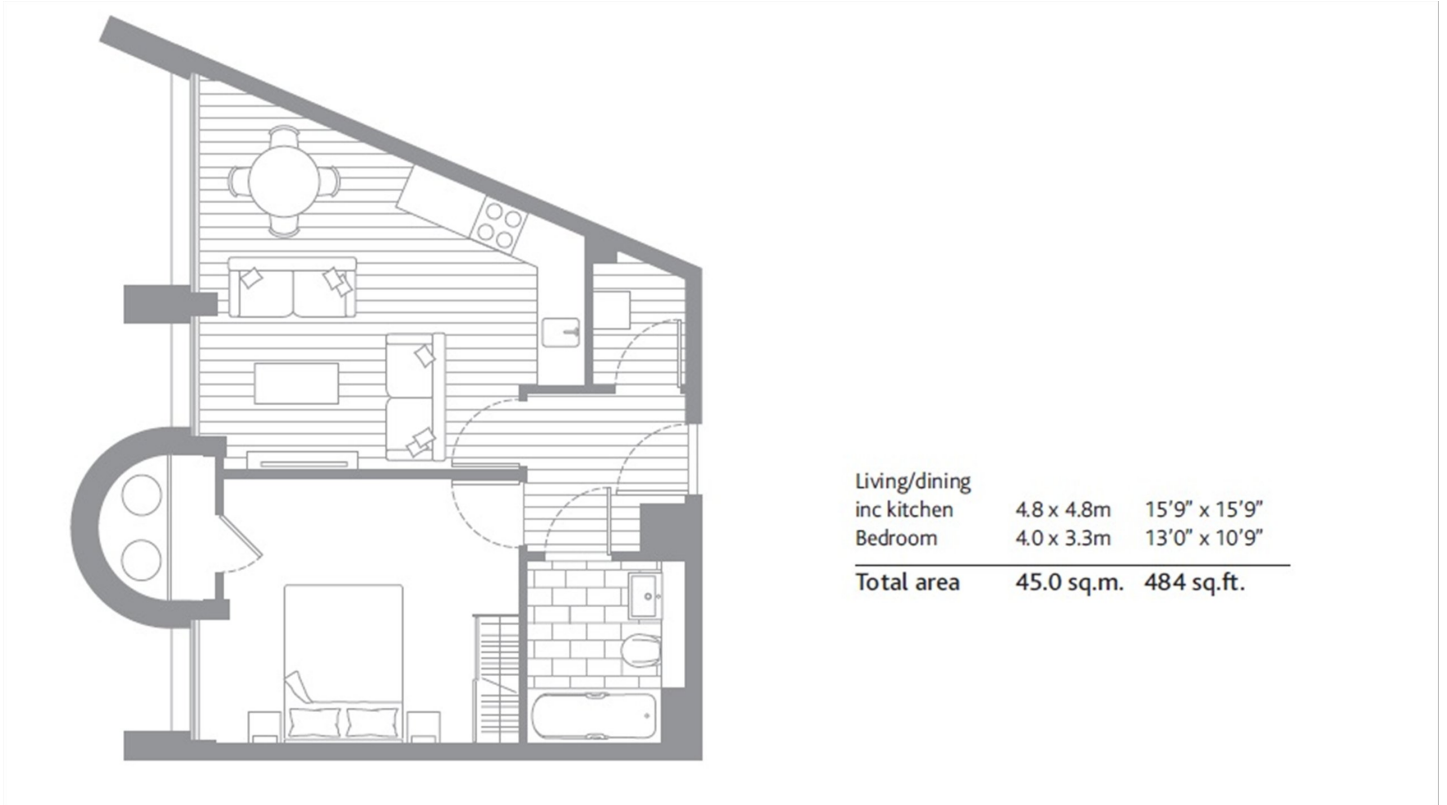 Living/dining
inc kitchen 4.8 x 4.8m 15’9” x 15’9”
Bedroom 4.0 x 3.3m 13’0” x 10’9”
Total area 45.0 sq.m. 484 sq.ft.